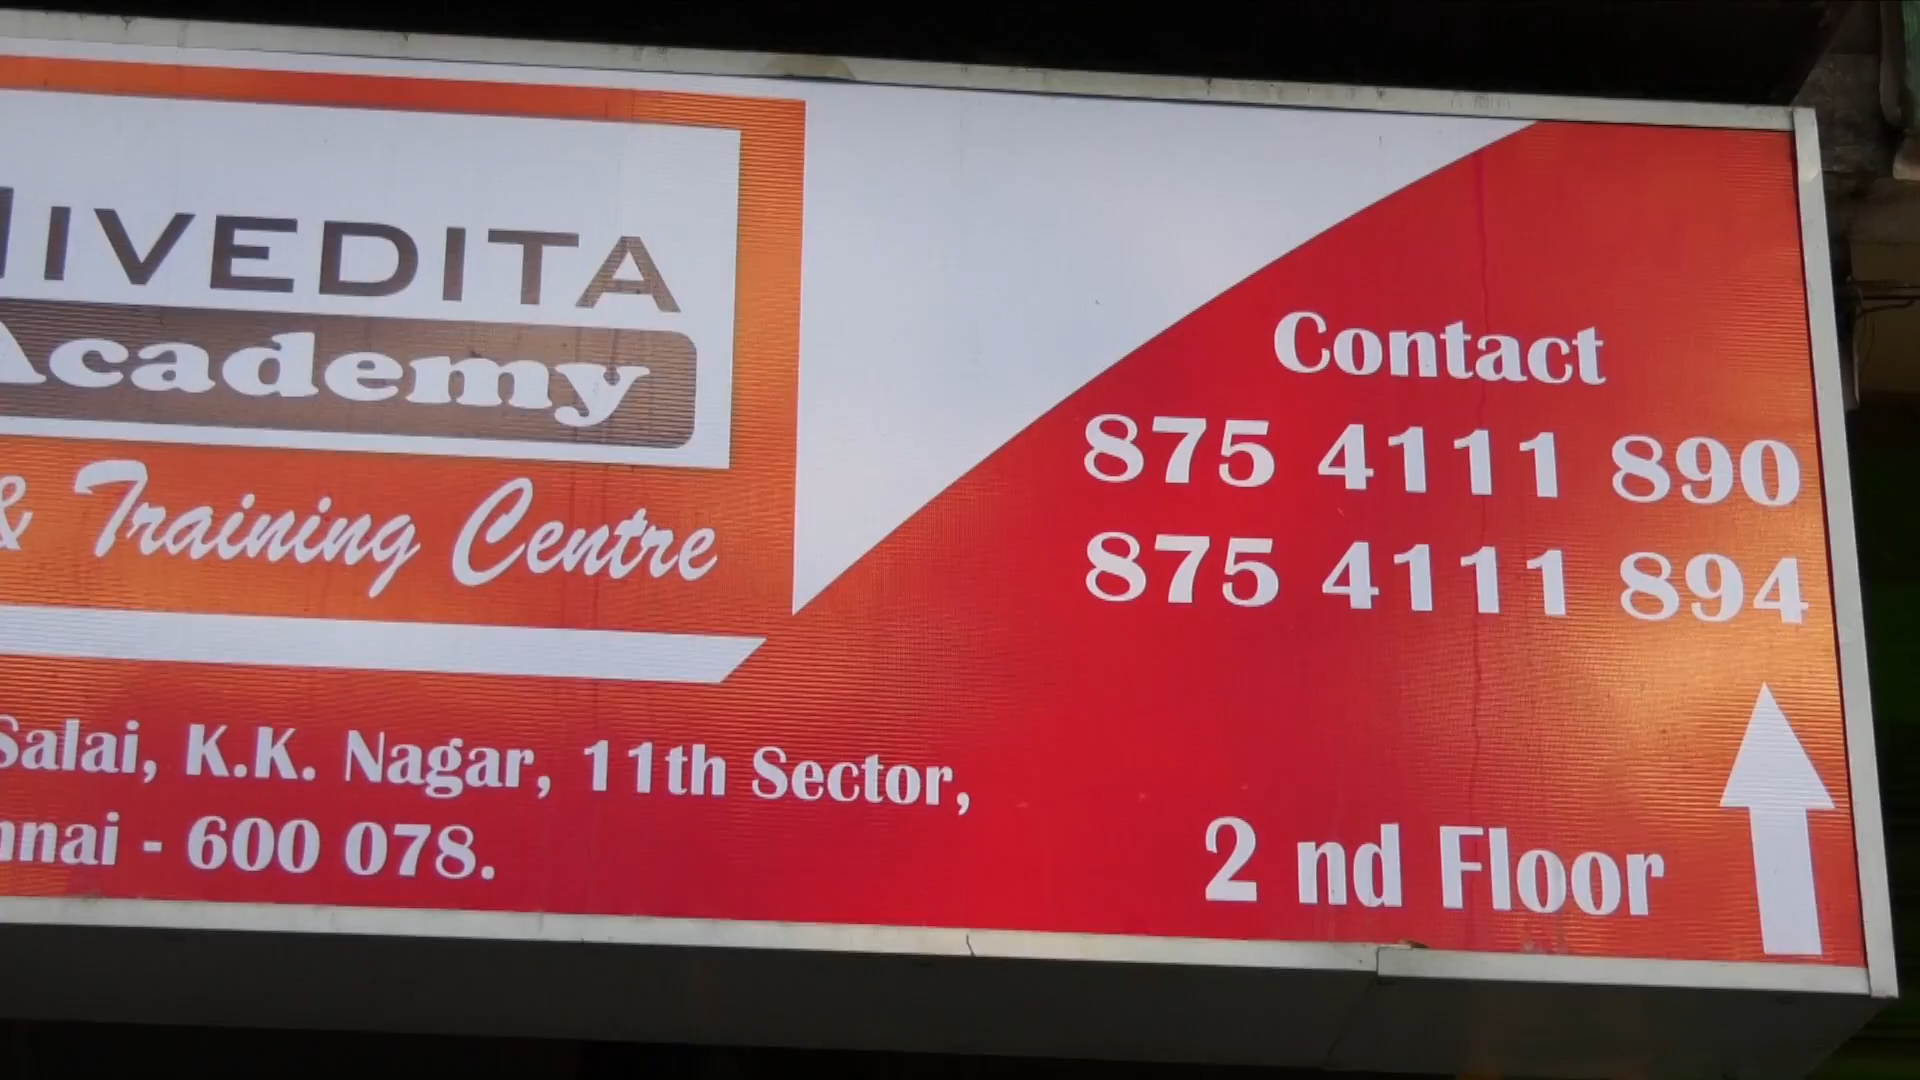 IVEDITA
Academy
& Training Centre
Salai, K.K. Nagar, 11th Sector,
nnai - 600 078.
Contact
875 4111 890
875 4111 894
2 nd Floor